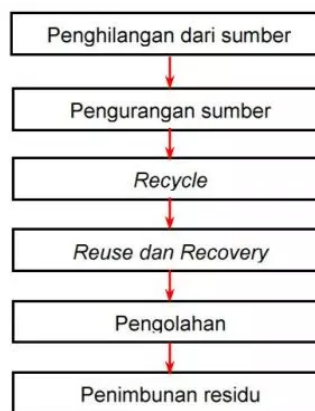 Penghilangan dari sumber
Pengurangan sumber
Recycle
Reuse dan Recovery
Pengolahan
Penimbunan residu